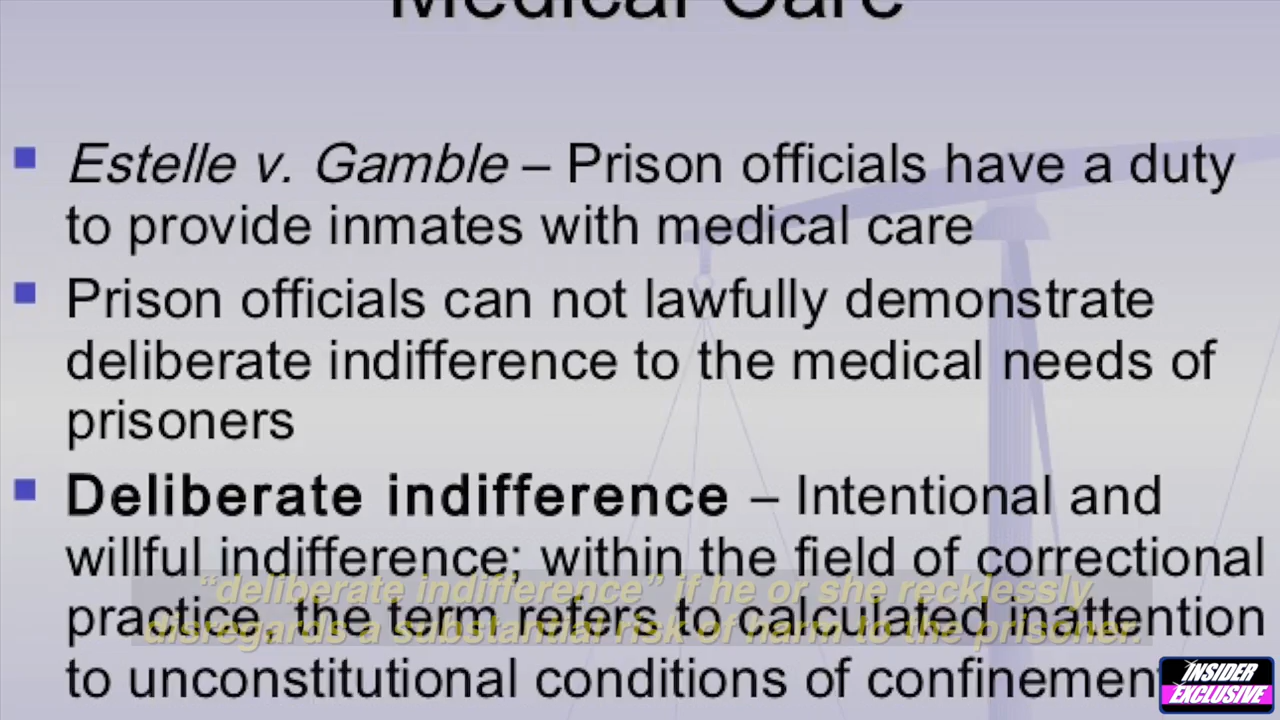 Medical Care
Estelle v. Gamble – Prison officials have a duty
to provide inmates with medical care
Prison officials can not lawfully demonstrate
deliberate indifference to the medical needs of
prisoners
Deliberate indifference – Intentional and
willful indifference; within the field of correctional
"deliberate indifference" if he or she recklessly
practice, the term refers to calculated inattention
disregards a substantial risk of harm to the prisoner.
to unconstitutional conditions of confinement
INSIDER
EXCLUSIVE